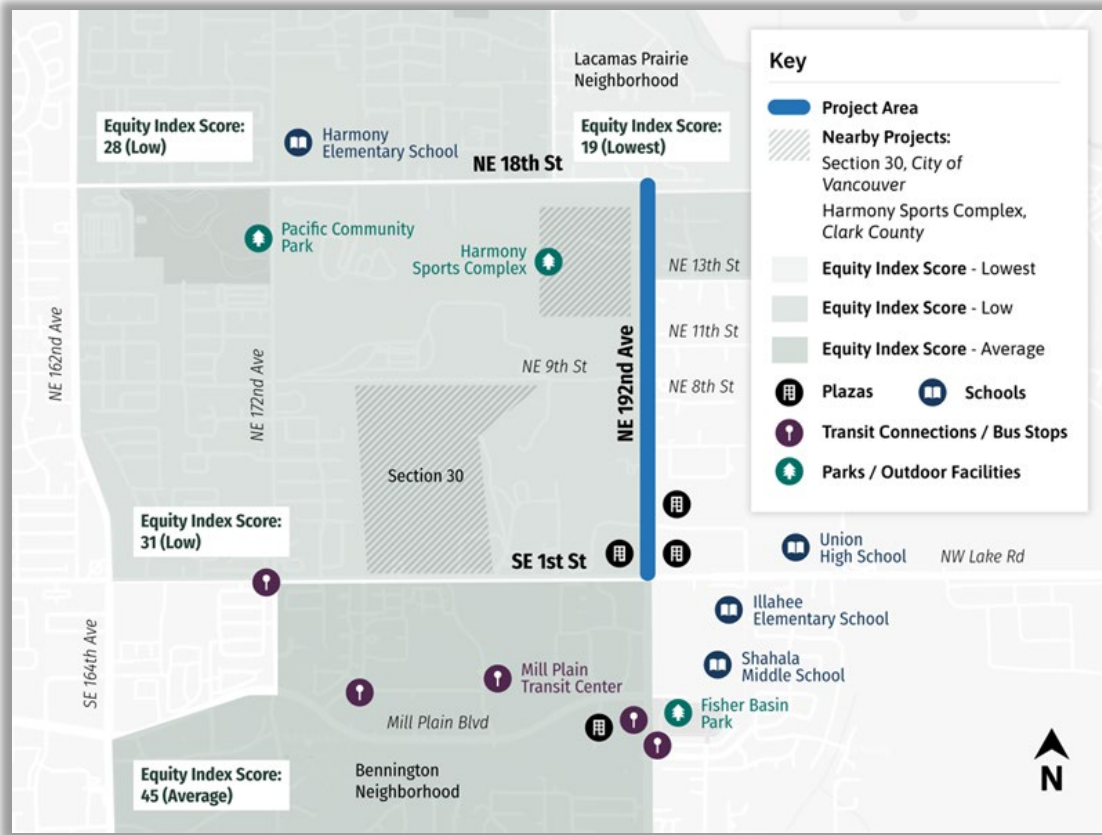 Lacamas Prairie
Neighborhood
Equity Index Score:
28 (Low)
Harmony
Elementary School
Equity Index Score:
19 (Lowest)
NE 18th St
Pacific Community
Park
Harmony
Sports Complex
NE 13th St
NE 162nd Ave
NE 172nd Ave
NE 11th St
NE 192nd Ave
NE 9th St
NE 8th St
Section 30
Equity Index Score:
31 (Low)
SE 1st St
Union
High School
NW Lake Rd
SE 164th Ave
Illahee
Elementary School
Shahala
Middle School
Mill Plain
Transit Center
Fisher Basin
Park
Mill Plain Blvd
Equity Index Score:
45 (Average)
Bennington
Neighborhood
N
Key
Project Area
Nearby Projects:
Section 30, City of
Vancouver
Harmony Sports Complex,
Clark County
Equity Index Score - Lowest
Equity Index Score - Low
Equity Index Score - Average
Plazas
Schools
Transit Connections / Bus Stops
Parks / Outdoor Facilities